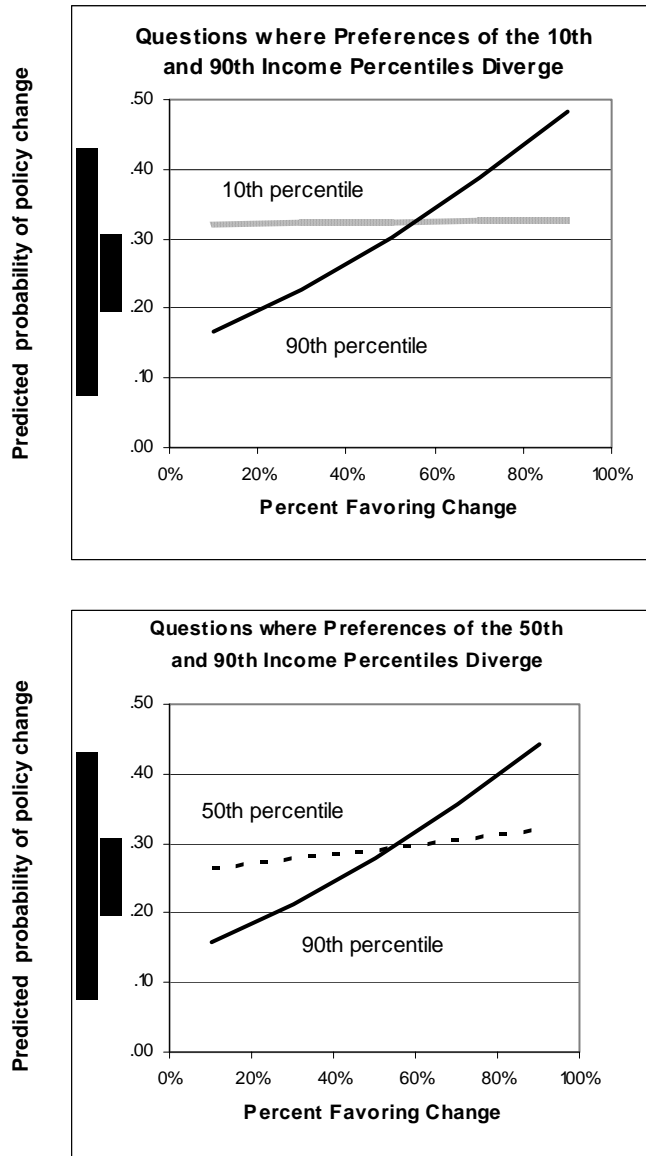 Questions where Preferences of the 10th
and 90th Income Percentiles Diverge
Predicted probability of policy change
.50
.40
10th percentile
.30
.20
90th percentile
.10
.00
0% 20% 40% 60% 80% 100%
Percent Favoring Change
Questions where Preferences of the 50th
and 90th Income Percentiles Diverge
Predicted probability of policy change
.50
.40
50th percentile
.30
.20
90th percentile
.10
.00
0% 20% 40% 60% 80% 100%
Percent Favoring Change